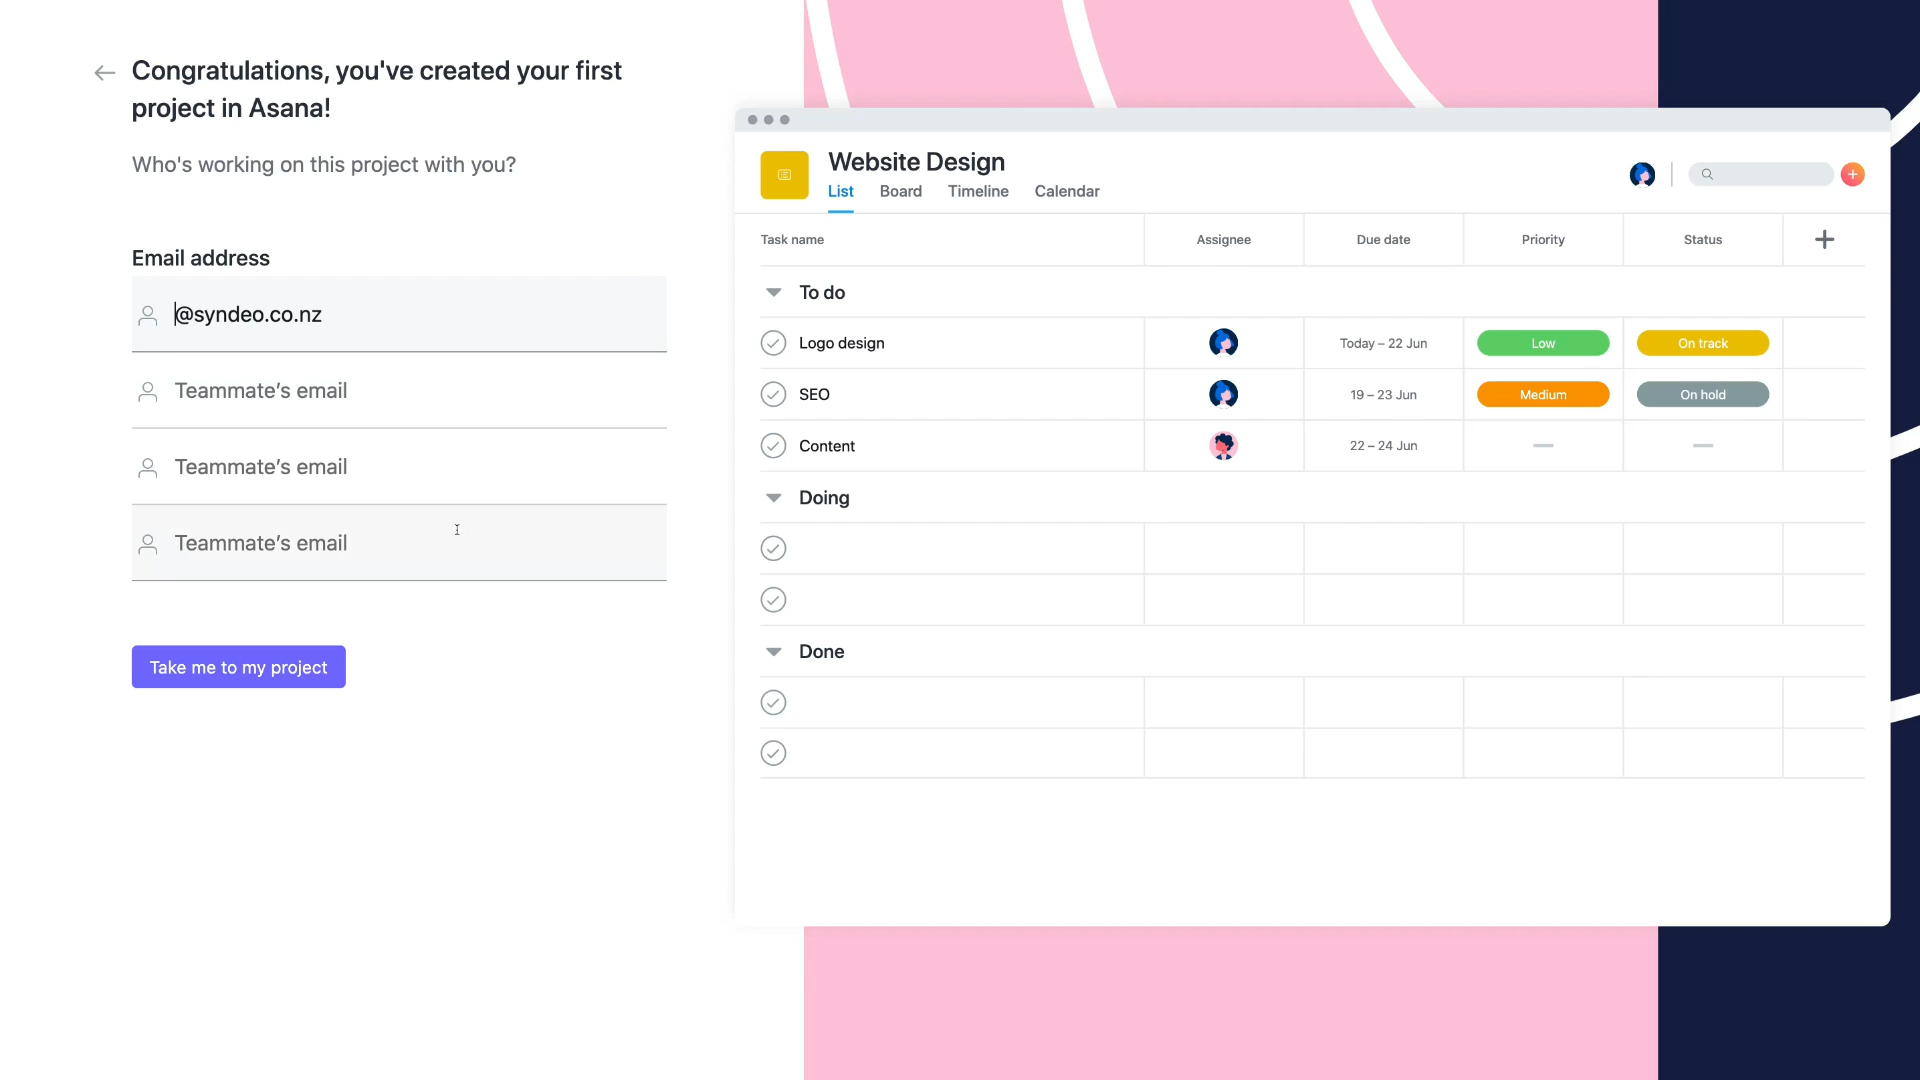 Congratulations, you've created your first
project in Asana!
Who's working on this project with you?
Email address
@syndeo.co.nz
Teammate’s email
Teammate’s email
Teammate’s email
Take me to my project
Website Design
List Board Timeline Calendar
Task name Assignee Due date Priority Status
To do
Logo design Today – 22 Jun Low On track
SEO 19 – 23 Jun Medium On hold
Content 22 – 24 Jun
Doing
Done